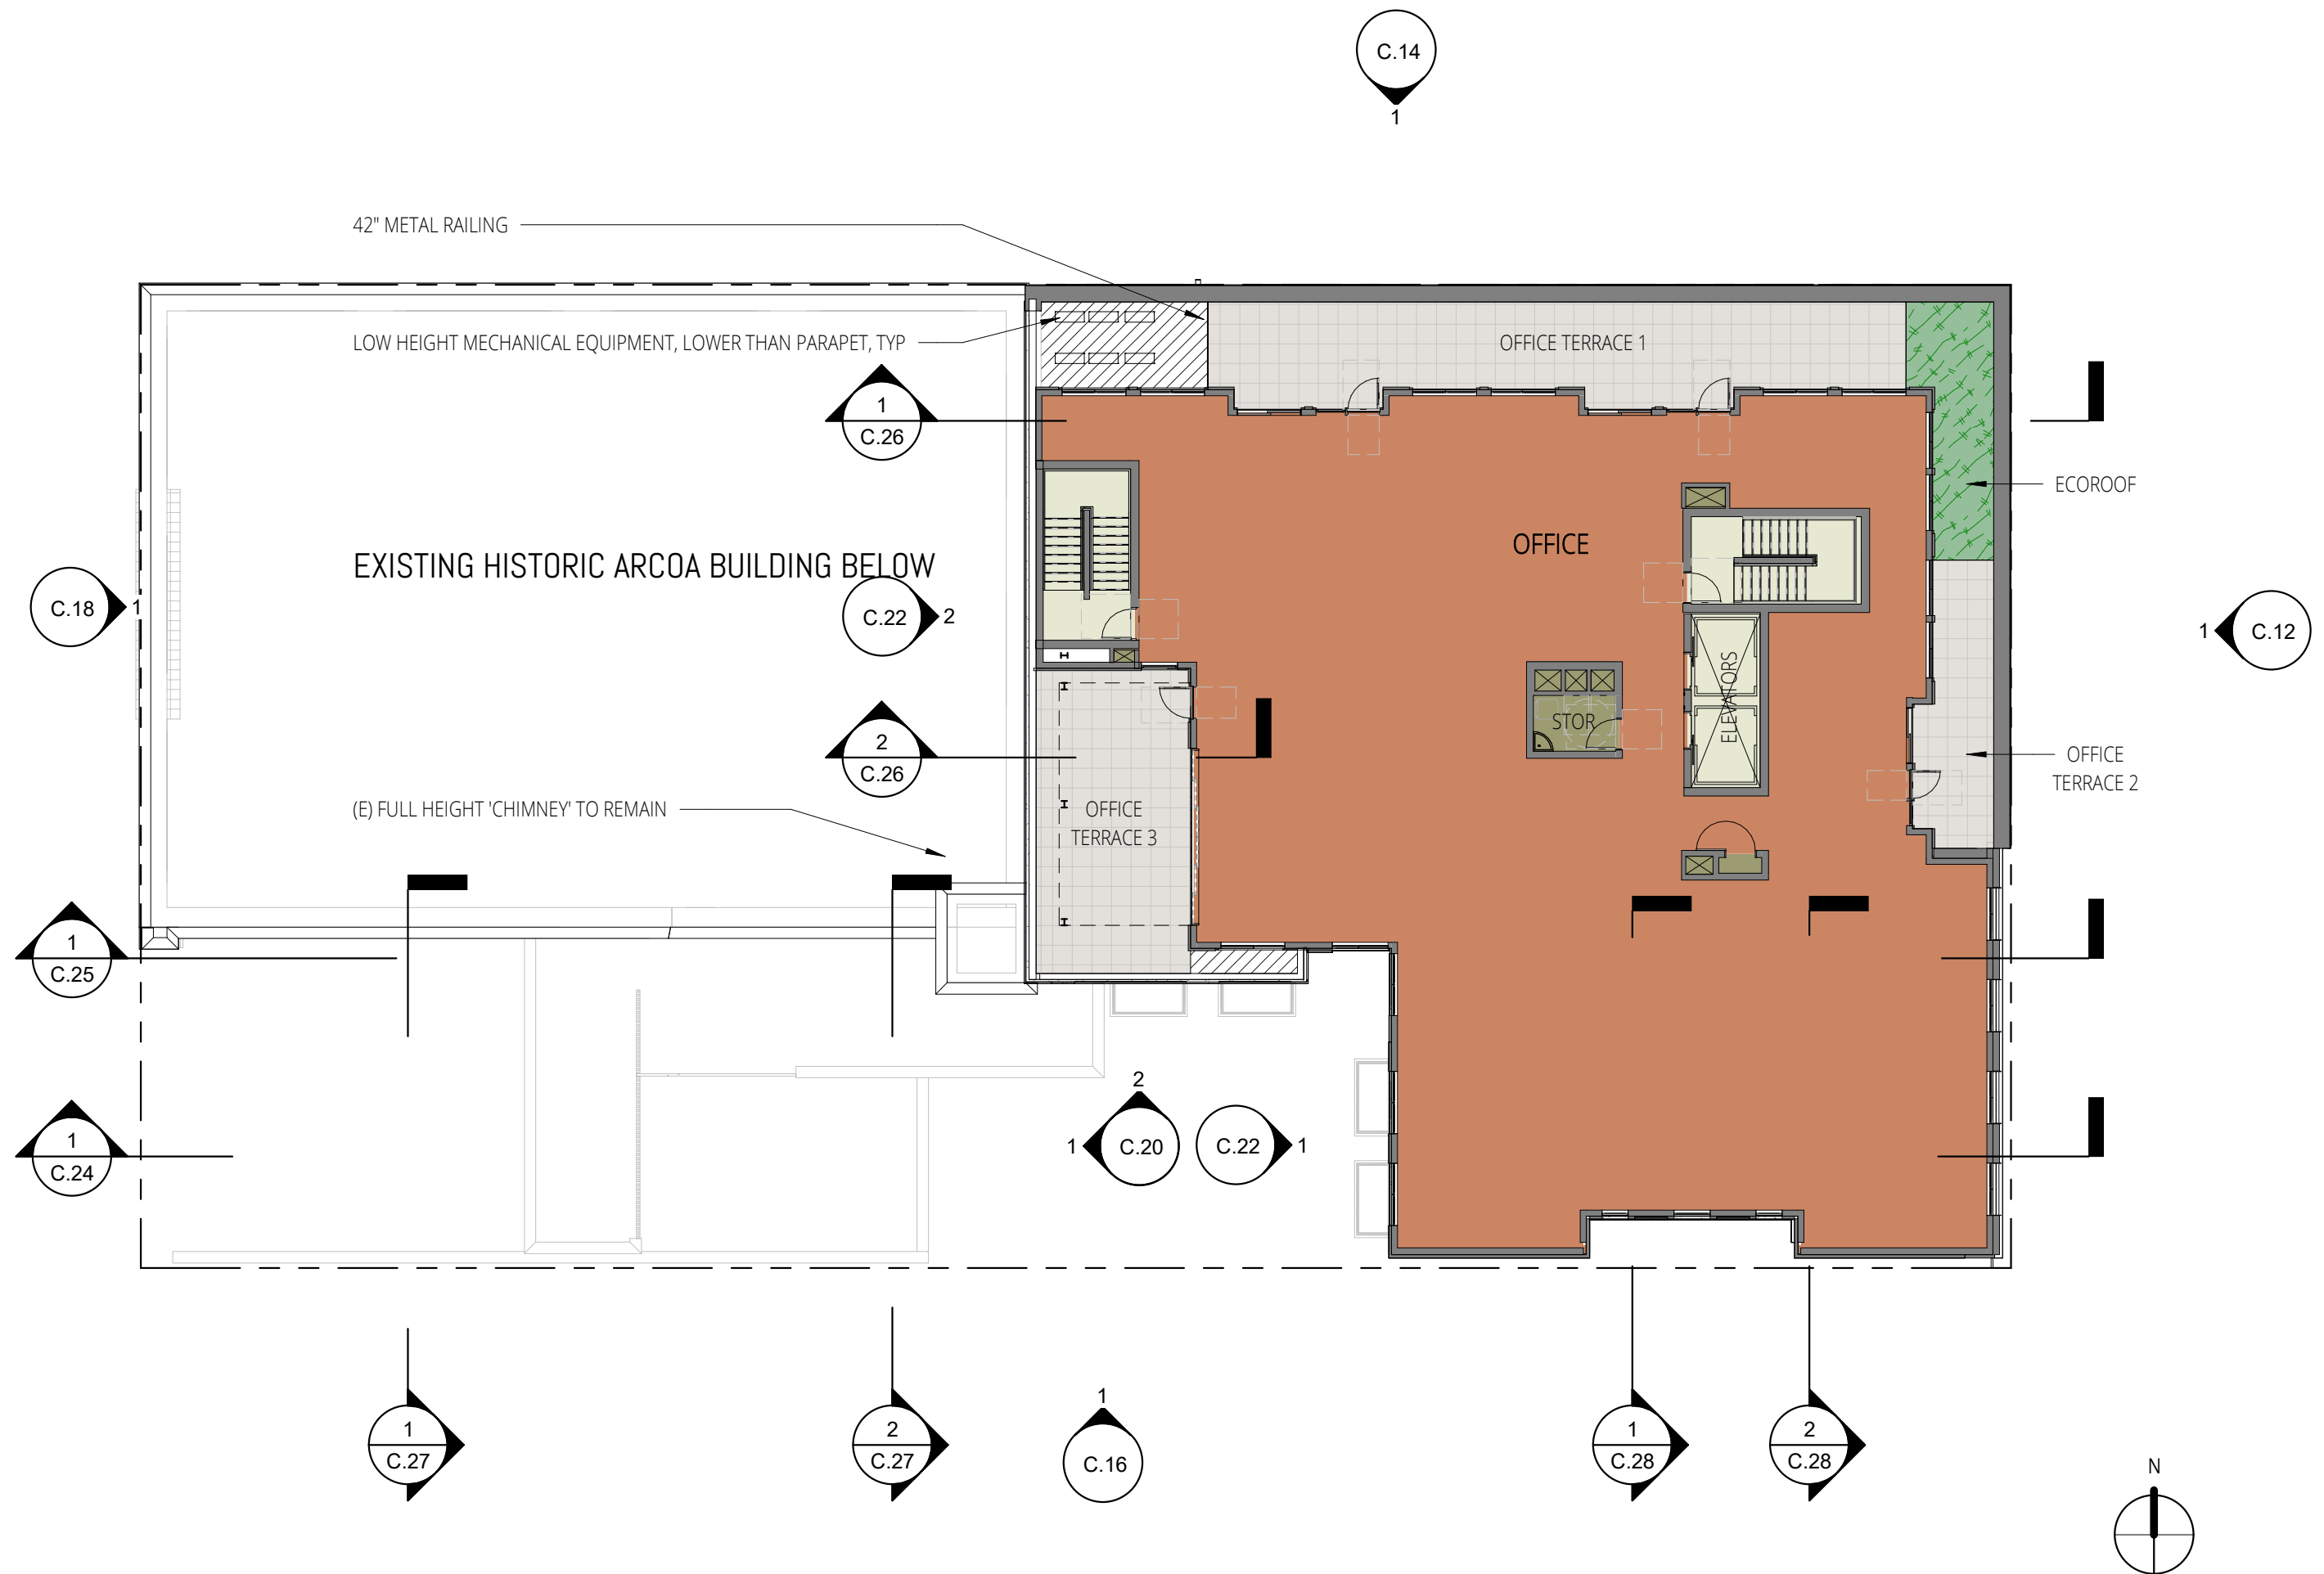 C.14
1
42" METAL RAILING
LOW HEIGHT MECHANICAL EQUIPMENT, LOWER THAN PARAPET, TYP
OFFICE TERRACE 1
1
C.26
ECOROOF
OFFICE
EXISTING HISTORIC ARCOA BUILDING BELOW
C.18
1
C.22
2
1
C.12
ELEVATORS
STOR
2
C.26
OFFICE
TERRACE 2
(E) FULL HEIGHT 'CHIMNEY' TO REMAIN
OFFICE
TERRACE 3
1
C.25
2
1
C.20
C.22
1
1
C.24
1
C.27
2
C.27
1
C.16
1
C.28
2
C.28
N